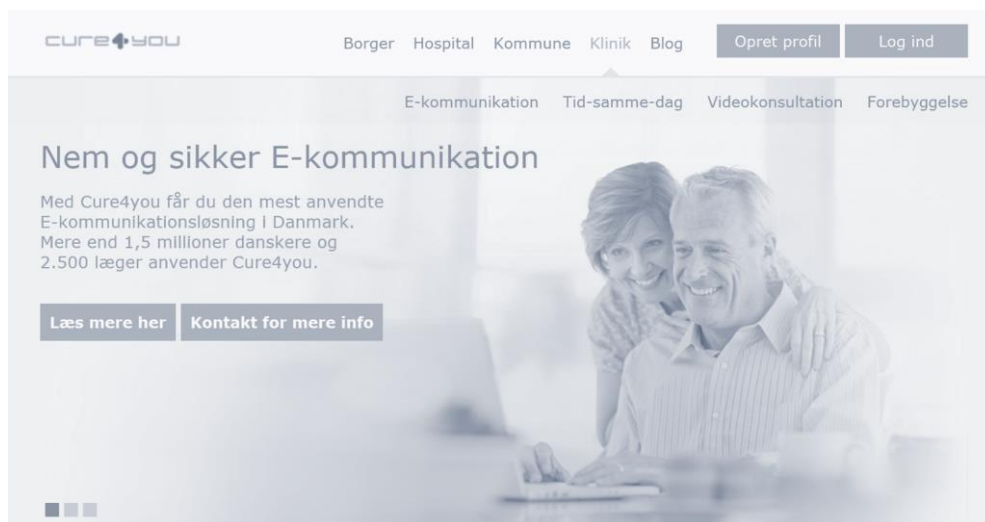 cure4you
Borger Hospital Kommune Klinik Blog Opret profil Log ind
E-kommunikation Tid-samme-dag Videokonsultation Forebyggelse
Nem og sikker E-kommunikation
Med Cure4you får du den mest anvendte
E-kommunikationsløsning i Danmark.
Mere end 1,5 millioner danskere og
2.500 læger anvender Cure4you.
Læs mere her Kontakt for mere info